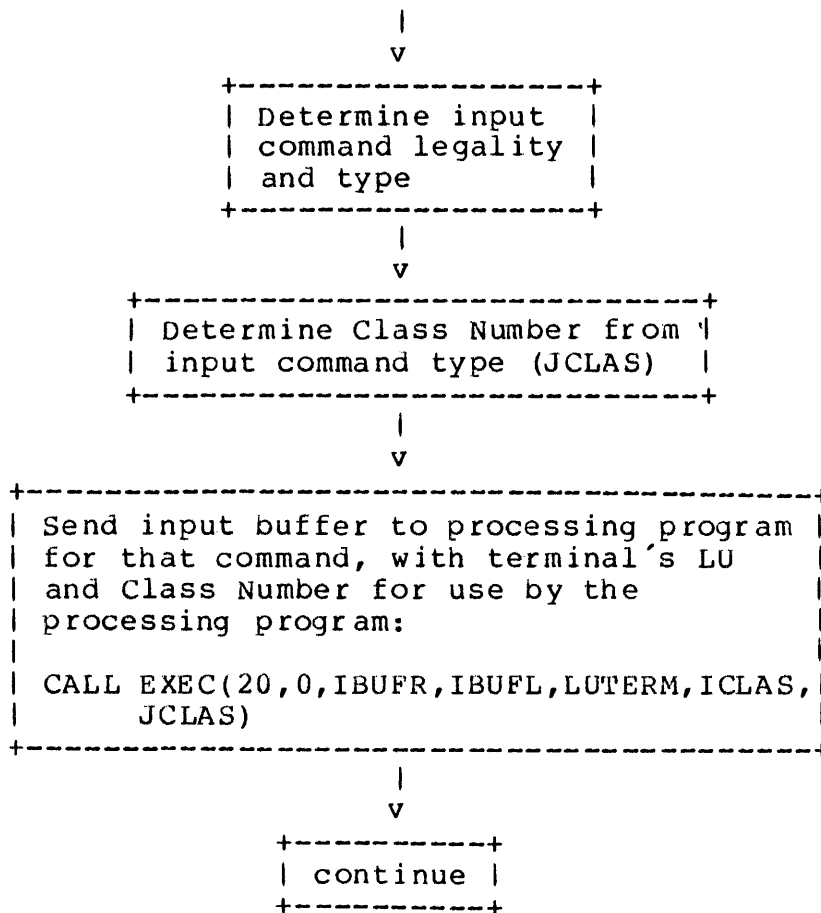 Determine input
command legality
and type
Determine Class Number from
input command type (JCLAS)
Send input buffer to processing program
for that command, with terminal´s LU
and Class Number for use by the
processing program:
CALL EXEC(20,0,IBUFR,IBUFL,LUTERM,ICLAS,
JCLAS)
continue